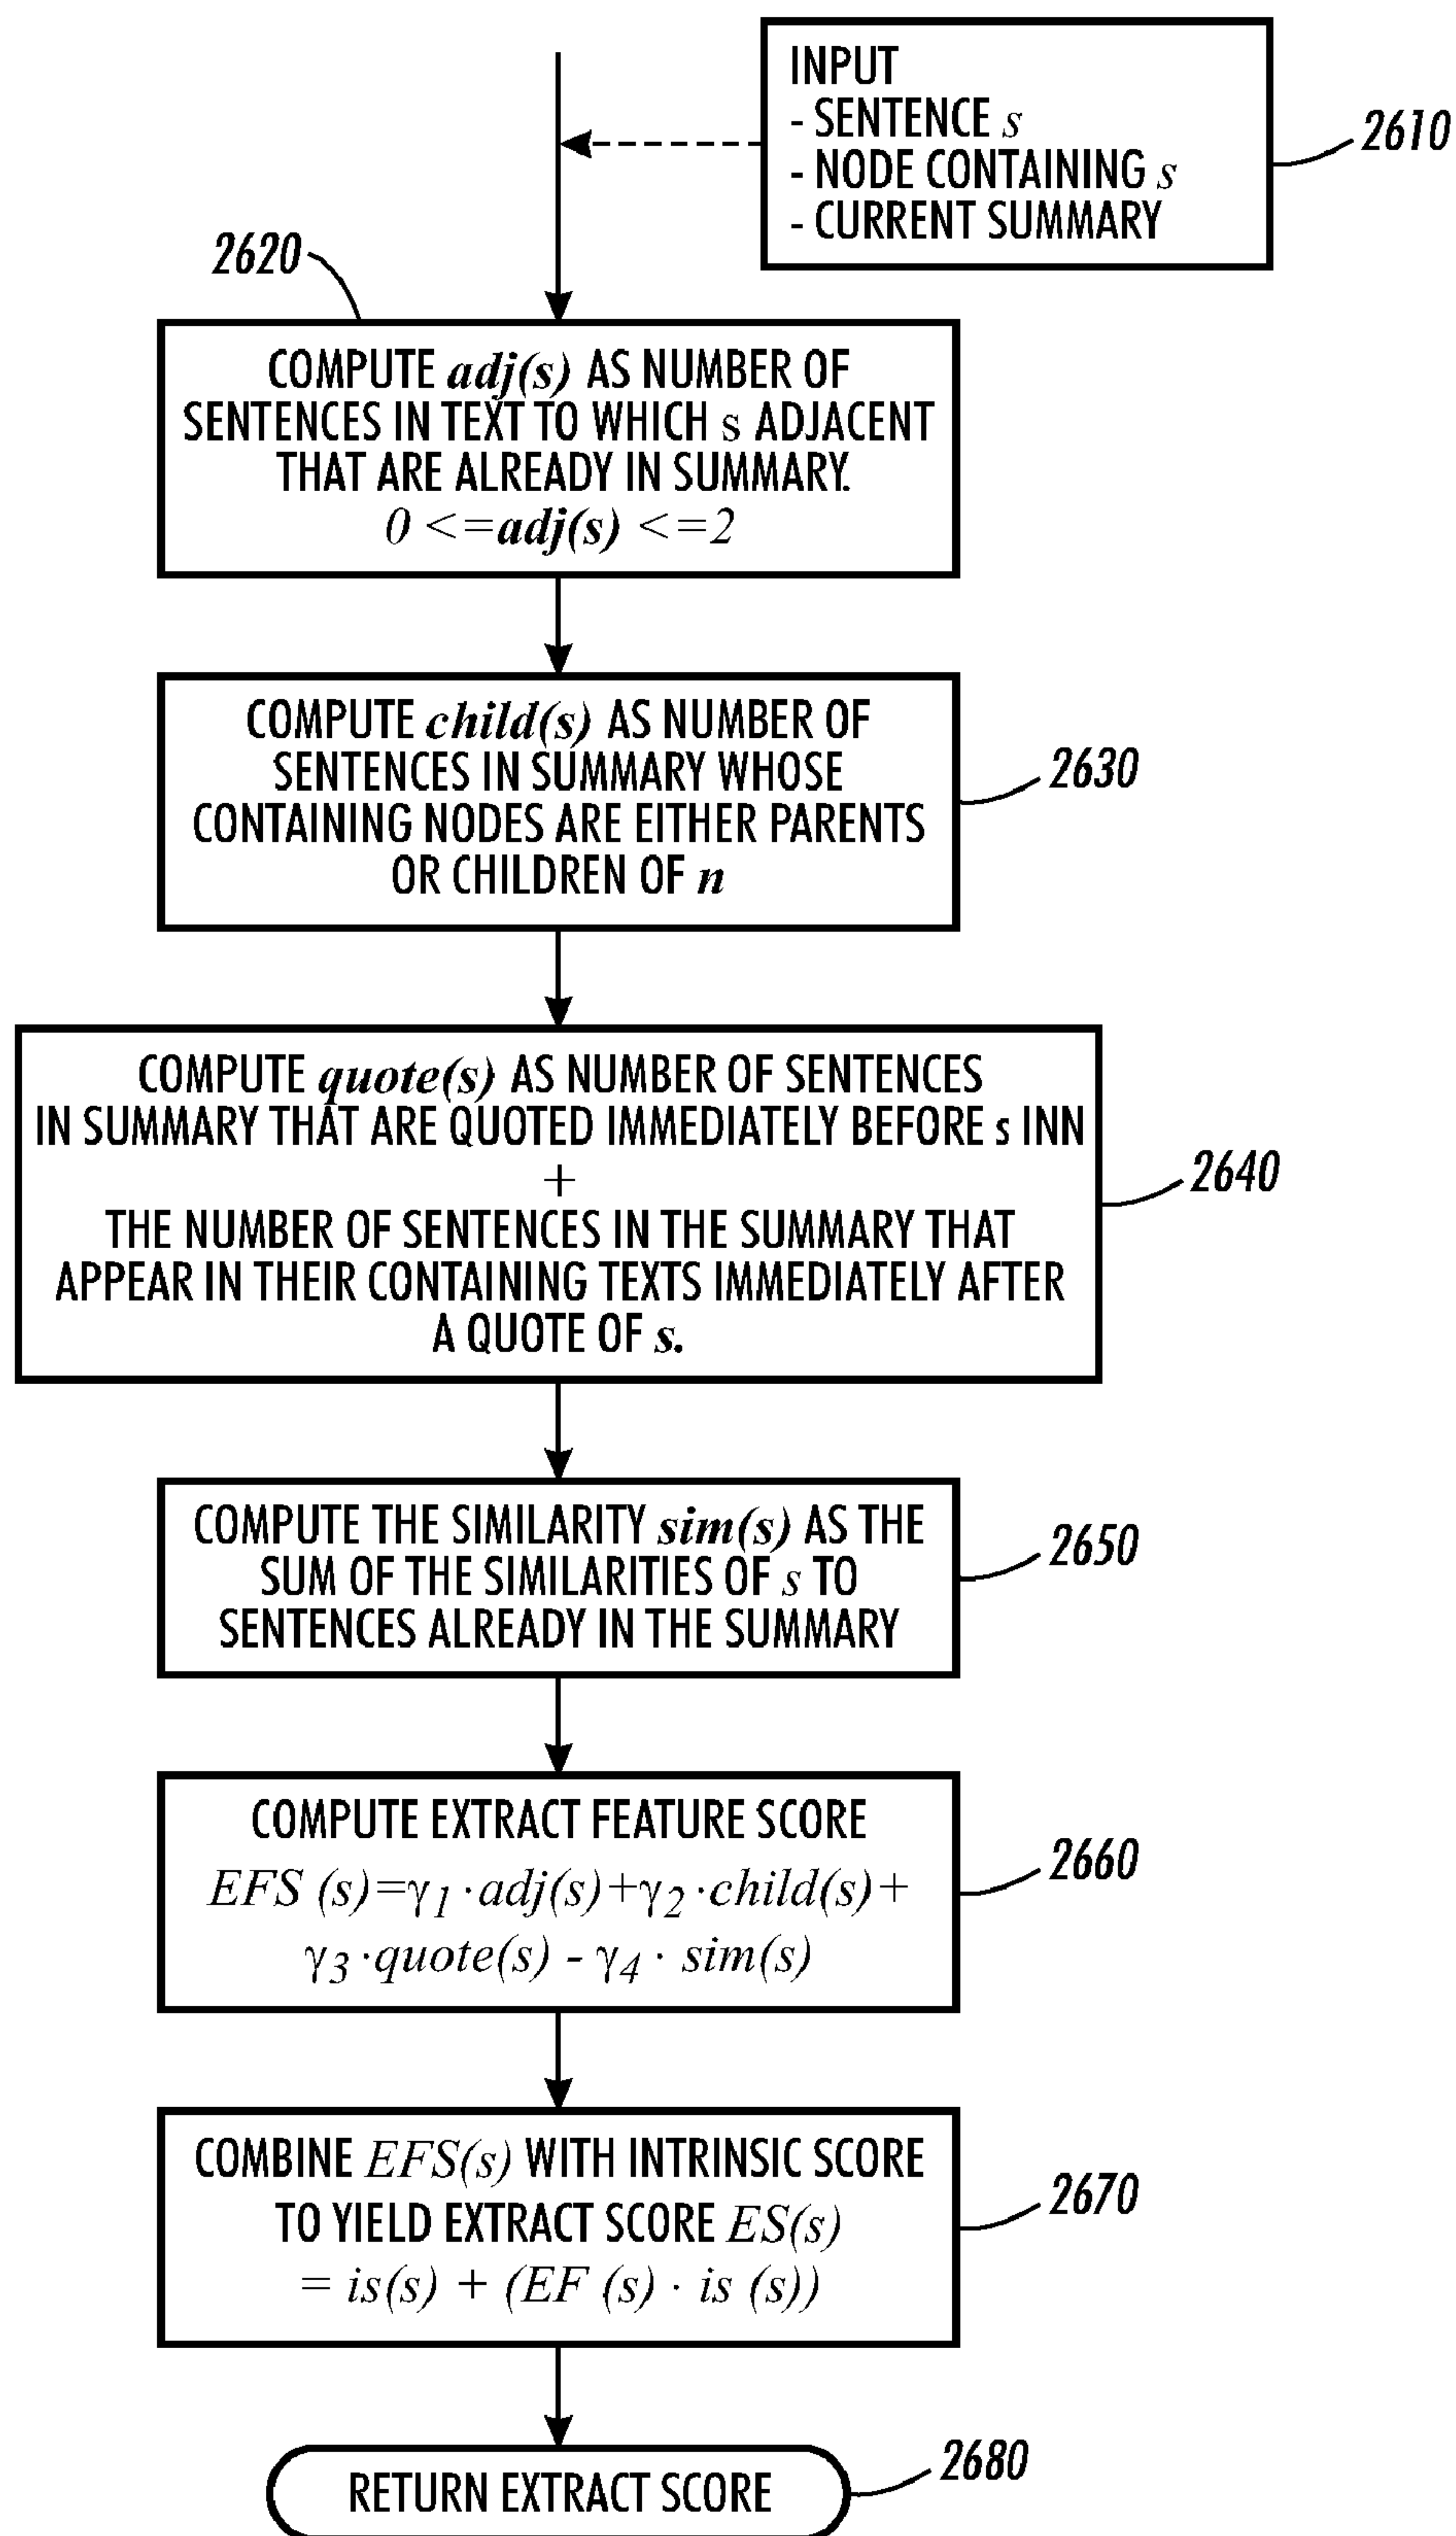 INPUT
- SENTENCE s
- NODE CONTAINING s
- CURRENT SUMMARY
2610
2620
COMPUTE adj(s) AS NUMBER OF
SENTENCES IN TEXT TO WHICH s ADJACENT
THAT ARE ALREADY IN SUMMARY.
0 <=adj(s) <=2
COMPUTE child(s) AS NUMBER OF
SENTENCES IN SUMMARY WHOSE
CONTAINING NODES ARE EITHER PARENTS
OR CHILDREN OF n
2630
COMPUTE quote(s) AS NUMBER OF SENTENCES
IN SUMMARY THAT ARE QUOTED IMMEDIATELY BEFORE s INN
+
THE NUMBER OF SENTENCES IN THE SUMMARY THAT
APPEAR IN THEIR CONTAINING TEXTS IMMEDIATELY AFTER
A QUOTE OF s.
2640
COMPUTE THE SIMILARITY sim(s) AS THE
SUM OF THE SIMILARITIES OF s TO
SENTENCES ALREADY IN THE SUMMARY
2650
COMPUTE EXTRACT FEATURE SCORE
EFS (s)=γ1 ·adj(s)+γ2 ·child(s)+
γ3 ·quote(s) - γ4 · sim(s)
2660
COMBINE EFS(s) WITH INTRINSIC SCORE
TO YIELD EXTRACT SCORE ES(s)
= is(s) + (EF (s) · is (s))
2670
RETURN EXTRACT SCORE
2680